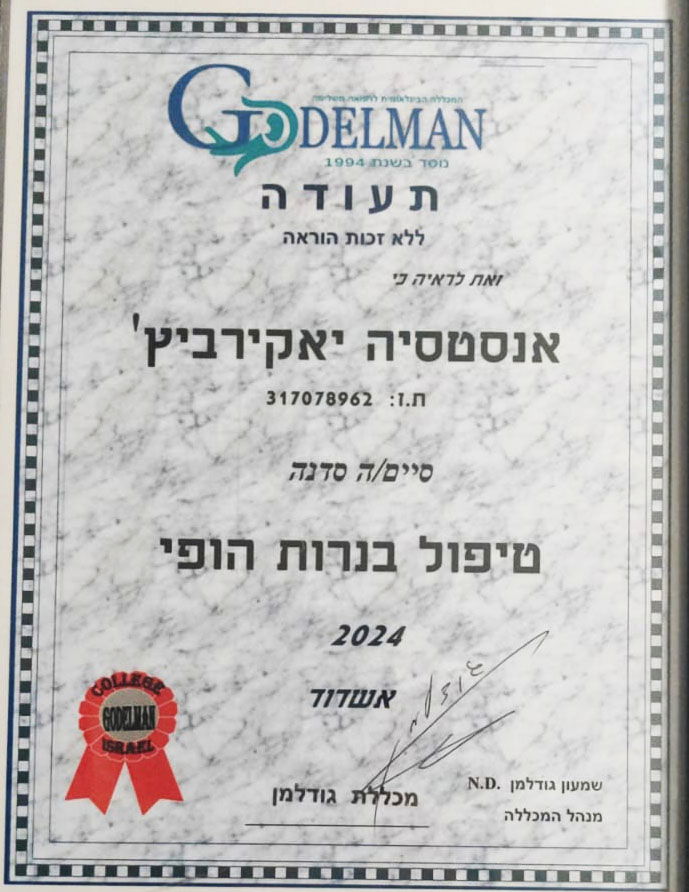 המכללה הבינלאומית לרפואה משלימה
GODELMAN
נוסד בשנת 1994
תעודה
ללא זכות הוראה
זאת לראיה כי
אנסטסיה יאקירביץ'
ת.ז: 317078962
סיים/ה סדנה
טיפול בנרות הופי
2024
אשדוד
גודלמן
COLLEGE
GODELMAN
ISRAEL
מכללת גודלמן
שמעון גודלמן N.D.
מנהל המכללה